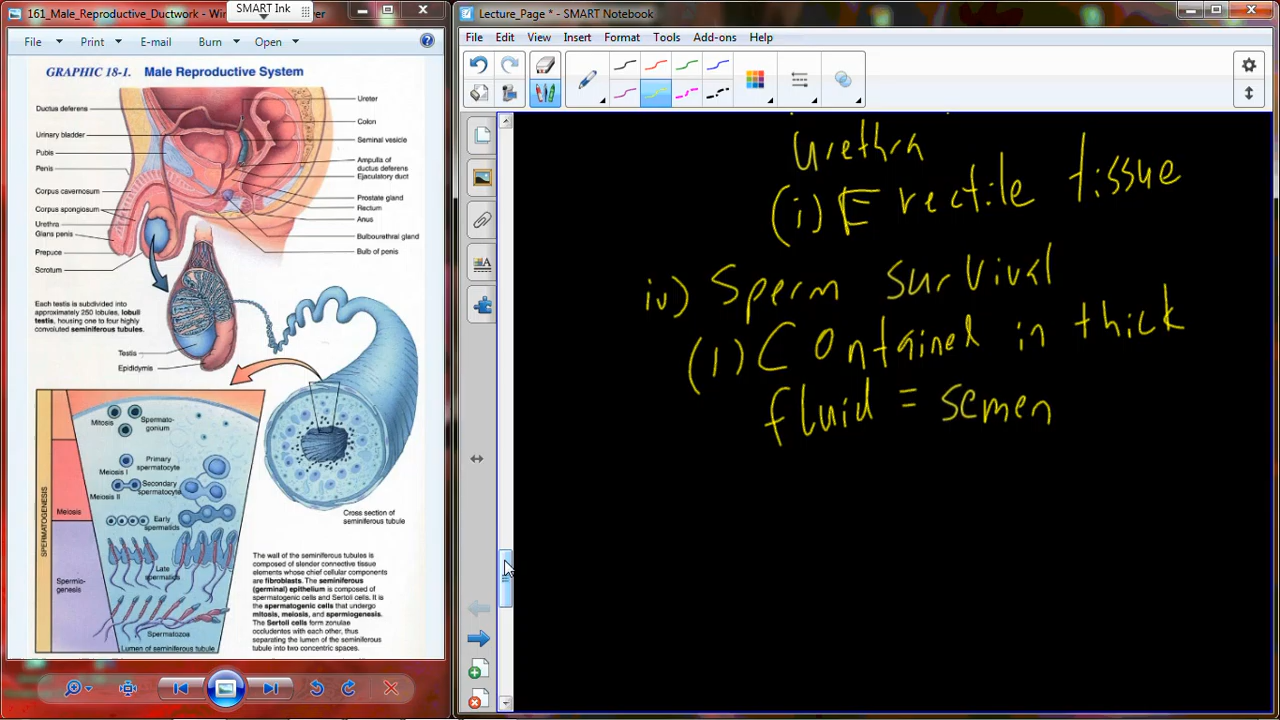 161_Male_Reproductive_Ductwork - Win
SMART Ink
File Print E-mail Burn Open
GRAPHIC 18-1. Male Reproductive System
Ductus deferens
Urinary bladder
Pubis
Penis
Corpus cavernosum
Corpus spongiosum
Urethra
Glans penis
Prepuce
Scrotum
Ureter
Colon
Seminal vesicle
Ampulla of
ductus deferens
Ejaculatory duct
Prostate gland
Rectum
Anus
Bulbourethral gland
Bulb of penis
Each testis is subdivided into
approximately 250 lobules, lobuli
testis, housing one to four highly
convoluted seminiferous tubules.
Testis
Epididymis
SPERMATOGENESIS
Mitosis
Spermato-
gonium
Primary
spermatocyte
Meiosis I
Meiosis II
Secondary
spermatocyte
Meiosis
Early
spermatids
Late
spermatids
Spermio-
genesis
Spermatozoa
Lumen of seminiferous tubule
Cross section of
seminiferous tubule
The wall of the seminiferous tubules is
composed of slender connective tissue
elements whose chief cellular components
are fibroblasts. The seminiferous
(germinal) epithelium is composed of
spermatogenic cells and Sertoli cells. It is
the spermatogenic cells that undergo
mitosis, meiosis, and spermiogenesis.
The Sertoli cells form zonulae
occludentes with each other, thus
separating the lumen of the seminiferous
tubule into two concentric spaces.
Lecture_Page * - SMART Notebook
File Edit View Insert Format Tools Add-ons Help
Urethra
(i) Erectile tissue
iv) Sperm survival
(1) Contained in thick
fluid = semen